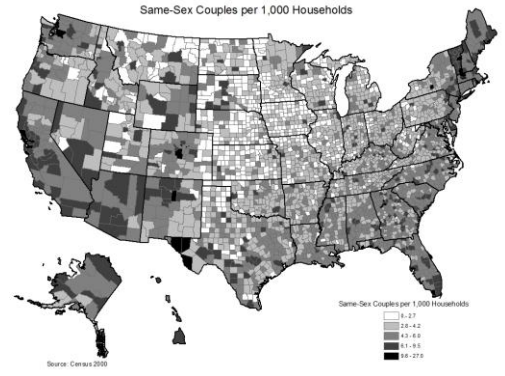 Same-Sex Couples per 1,000 Households
Same-Sex Couples per 1,000 Households
0 - 2.7
2.8 - 4.2
4.3 - 6.0
6.1 - 9.5
9.6 - 27.0
Source: Census 2000